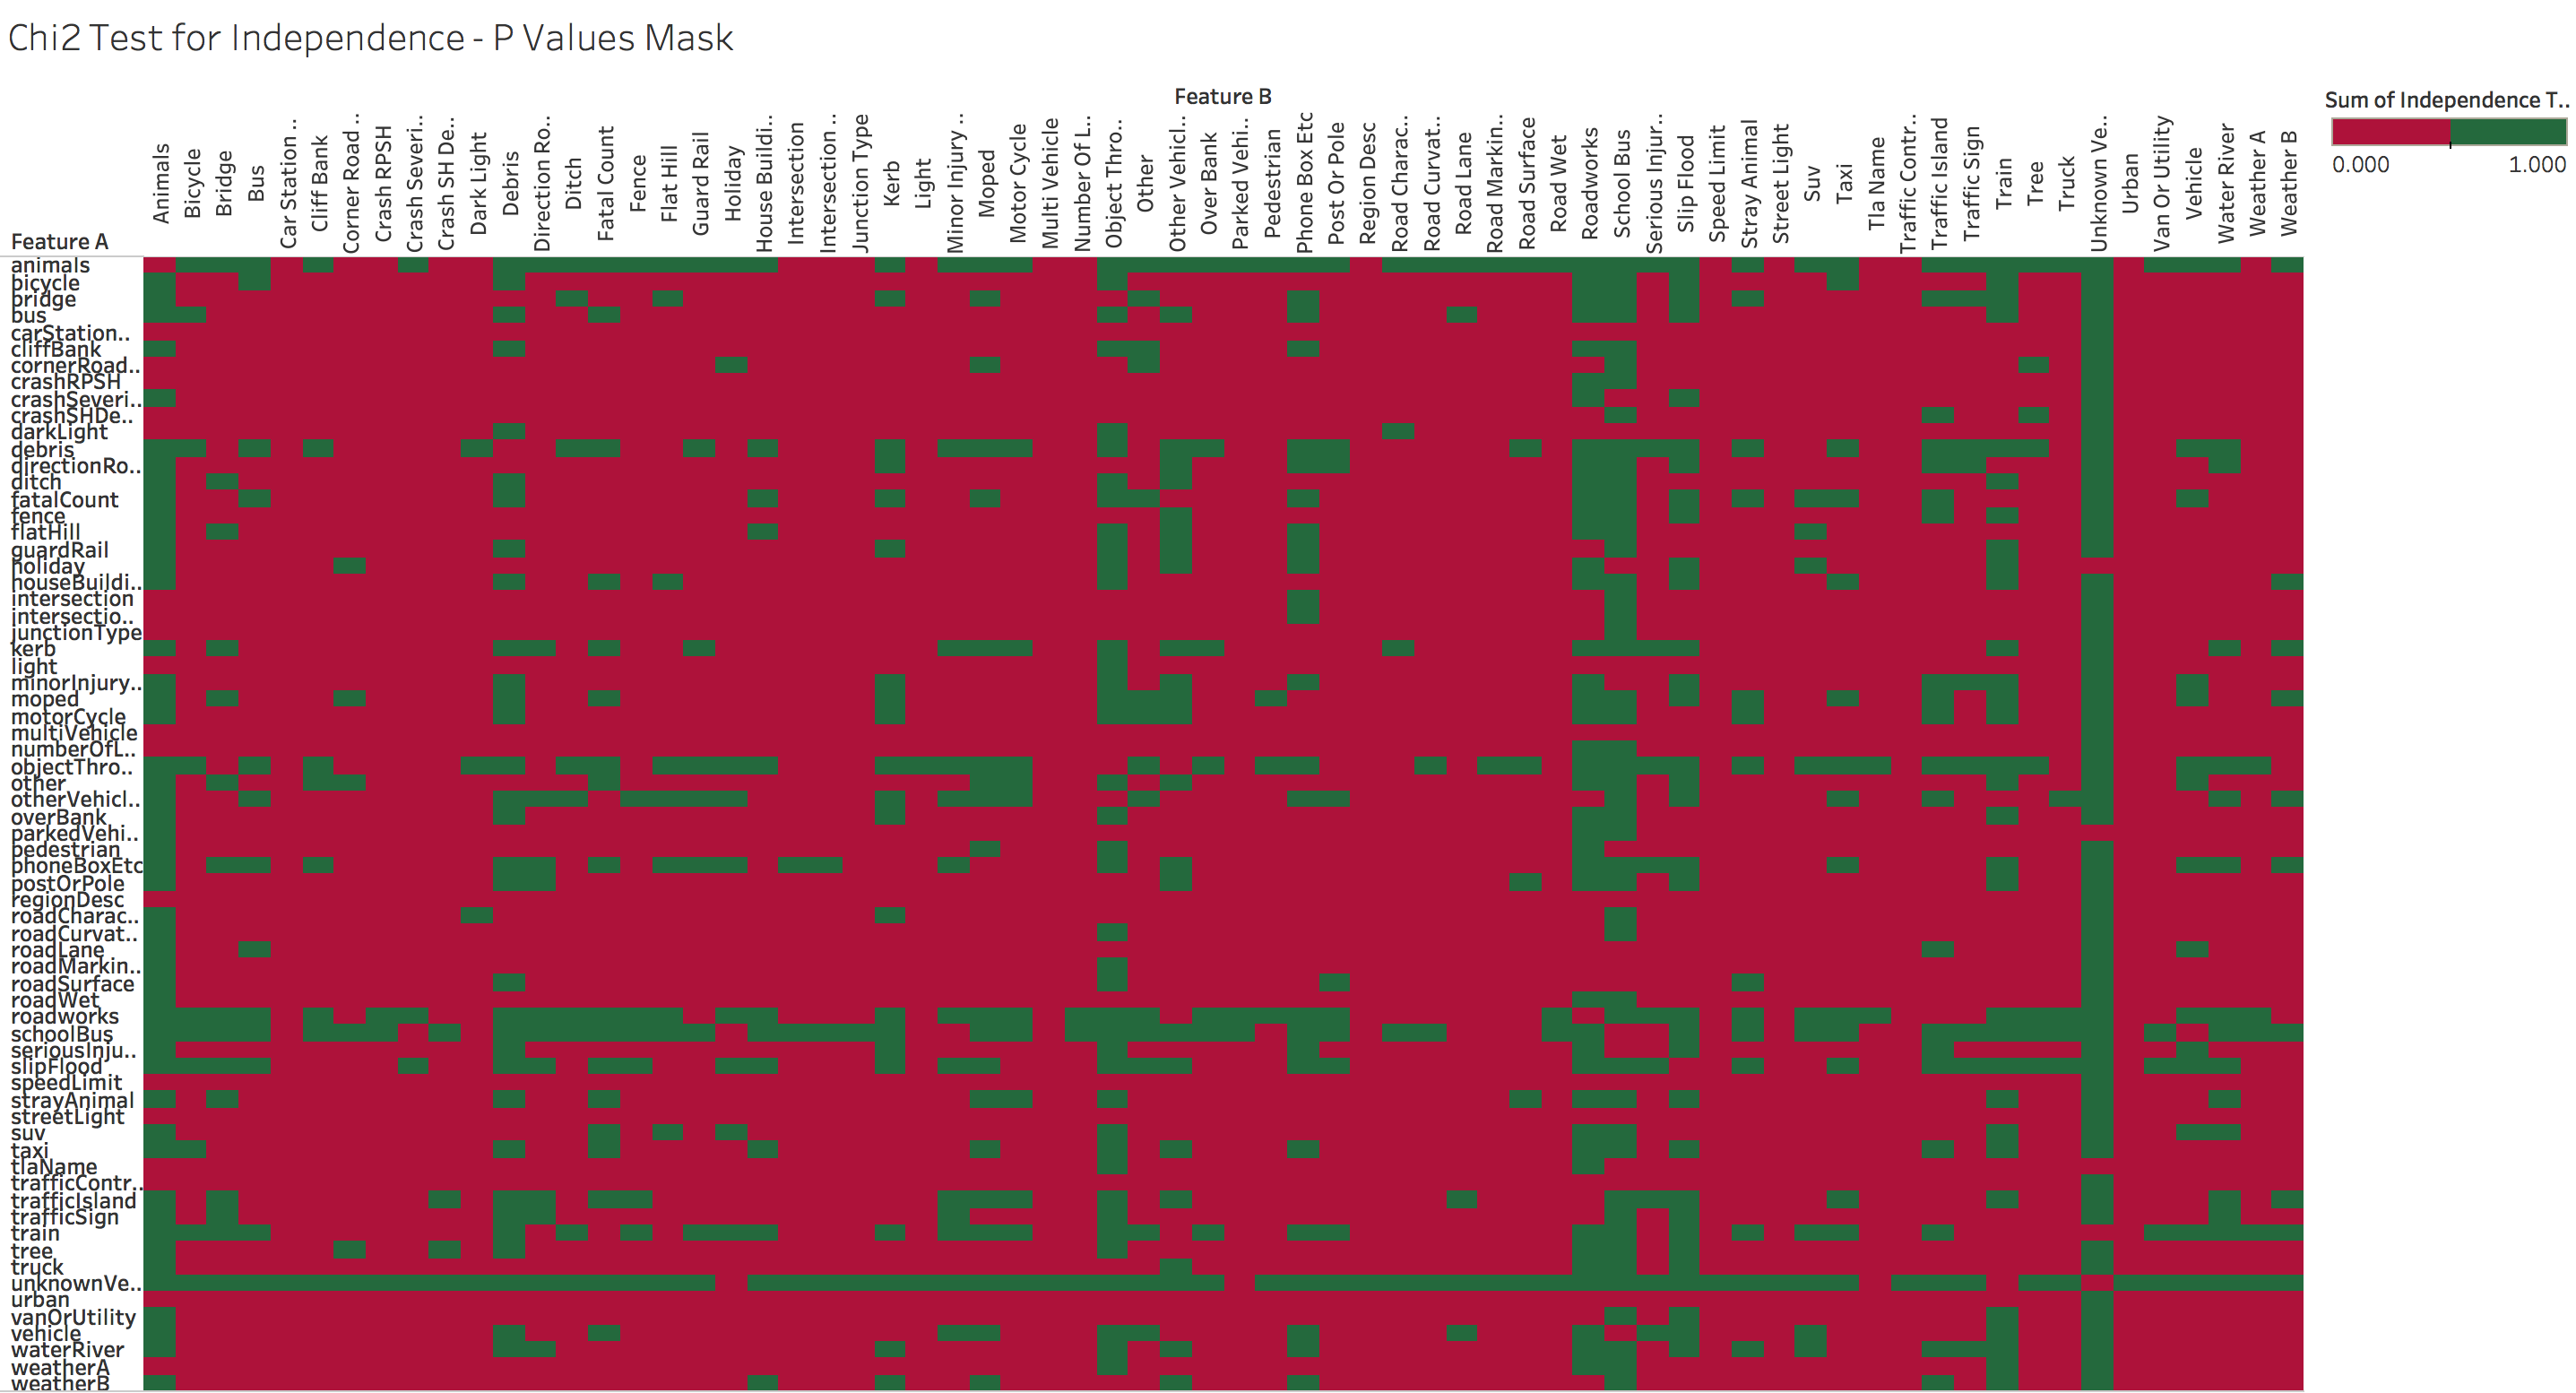 Chi2 Test for Independence - P Values Mask
Feature B
Sum of Independence T..
0.000 1.000
Animals
Bicycle
Bridge
Bus
Car Station ..
Cliff Bank
Corner Road ..
Crash RPSH
Crash Severi..
Crash SH De..
Dark Light
Debris
Direction Ro..
Ditch
Fatal Count
Fence
Flat Hill
Guard Rail
Holiday
House Buildi..
Intersection
Intersection ..
Junction Type
Kerb
Light
Minor Injury ..
Moped
Motor Cycle
Multi Vehicle
Number Of L..
Object Thro..
Other
Other Vehicl..
Over Bank
Parked Vehi..
Pedestrian
Phone Box Etc
Post Or Pole
Region Desc
Road Charac..
Road Curvat..
Road Lane
Road Markin..
Road Surface
Road Wet
Roadworks
School Bus
Serious Injur..
Slip Flood
Speed Limit
Stray Animal
Street Light
Suv
Taxi
Tla Name
Traffic Contr..
Traffic Island
Traffic Sign
Train
Tree
Truck
Unknown Ve..
Urban
Van Or Utility
Vehicle
Water River
Weather A
Weather B
Feature A
animals
bicycle
bridge
bus
carStation..
cliffBank
cornerRoad..
crashRPSH
crashSeveri..
crashSHDe..
darkLight
debris
directionRo..
ditch
fatalCount
fence
flatHill
guardRail
holiday
houseBuildi..
intersection
intersectio..
junctionType
kerb
light
minorInjury..
moped
motorCycle
multiVehicle
numberOfL..
objectThro..
other
otherVehicl..
overBank
parkedVehi..
pedestrian
phoneBoxEtc
postOrPole
regionDesc
roadCharac..
roadCurvat..
roadLane
roadMarkin..
roadSurface
roadWet
roadworks
schoolBus
seriousInju..
slipFlood
speedLimit
strayAnimal
streetLight
suv
taxi
tlaName
trafficContr..
trafficIsland
trafficSign
train
tree
truck
unknownVe..
urban
vanOrUtility
vehicle
waterRiver
weatherA
weatherB